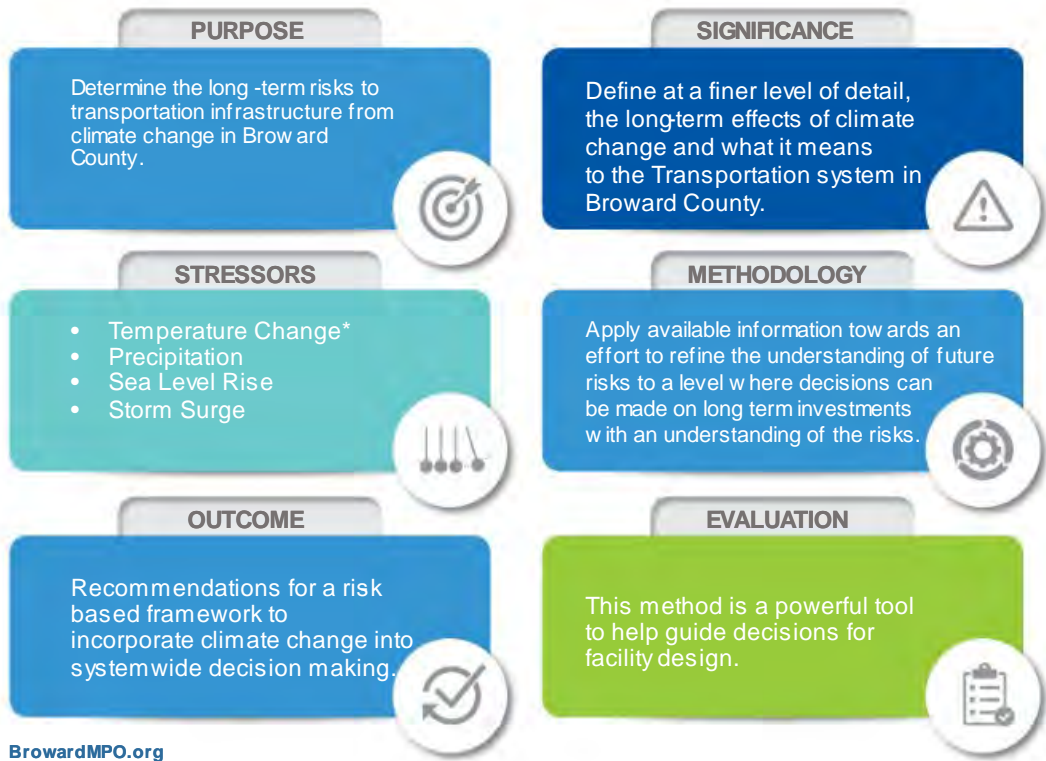 PURPOSE
Determine the long -term risks to
transportation infrastructure from
climate change in Brow ard
County.
SIGNIFICANCE
Define at a finer level of detail,
the long-term effects of climate
change and what it means
to the Transportation system in
Broward County.
STRESSORS
• Temperature Change*
• Precipitation
• Sea Level Rise
• Storm Surge
METHODOLOGY
Apply available information tow ards an
effort to refine the understanding of future
risks to a level w here decisions can
be made on long term investments
w ith an understanding of the risks.
OUTCOME
Recommendations for a risk
based framework to
incorporate climate change into
systemwide decision making.
EVALUATION
This method is a powerful tool
to help guide decisions for
facility design.
BrowardMPO.org